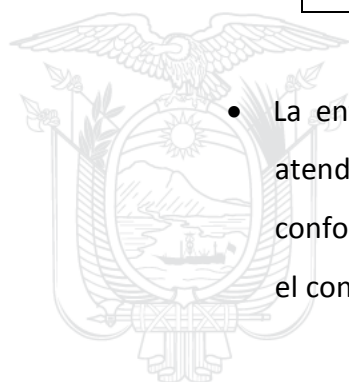 • La en
atend
confo
el con